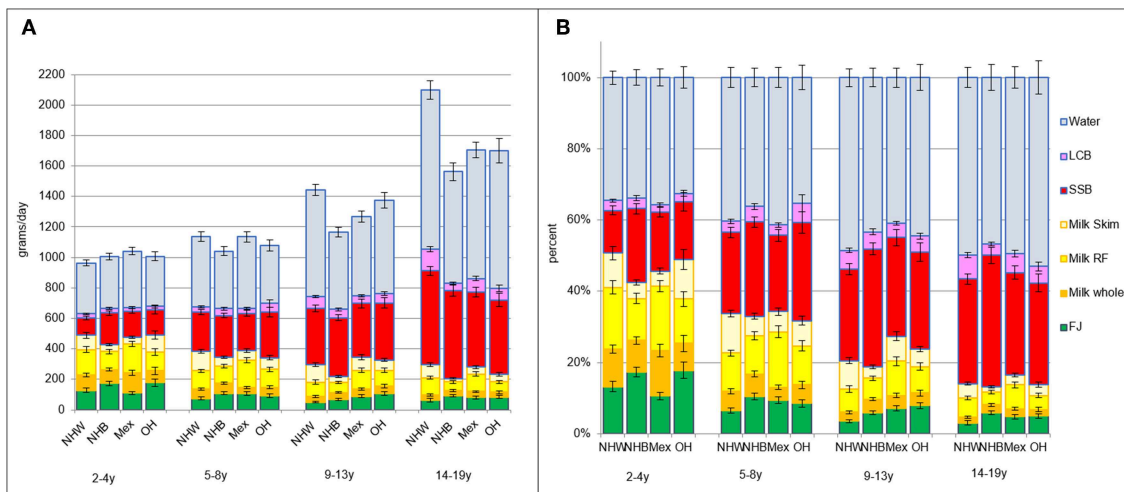 A
2200
2000
1800
1600
1400
1200
1000
800
600
400
200
0
grams/day
NHW NHB Mex OH NHW NHB Mex OH NHW NHB Mex OH NHW NHB Mex OH
2-4y 5-8y 9-13y 14-19y
B
100%
80%
60%
40%
20%
0%
percent
NHW NHB Mex OH NHW NHB Mex OH NHW NHB Mex OH NHW NHB Mex OH
2-4y 5-8y 9-13y 14-19y
Water
LCB
SSB
Milk Skim
Milk RF
Milk whole
FJ